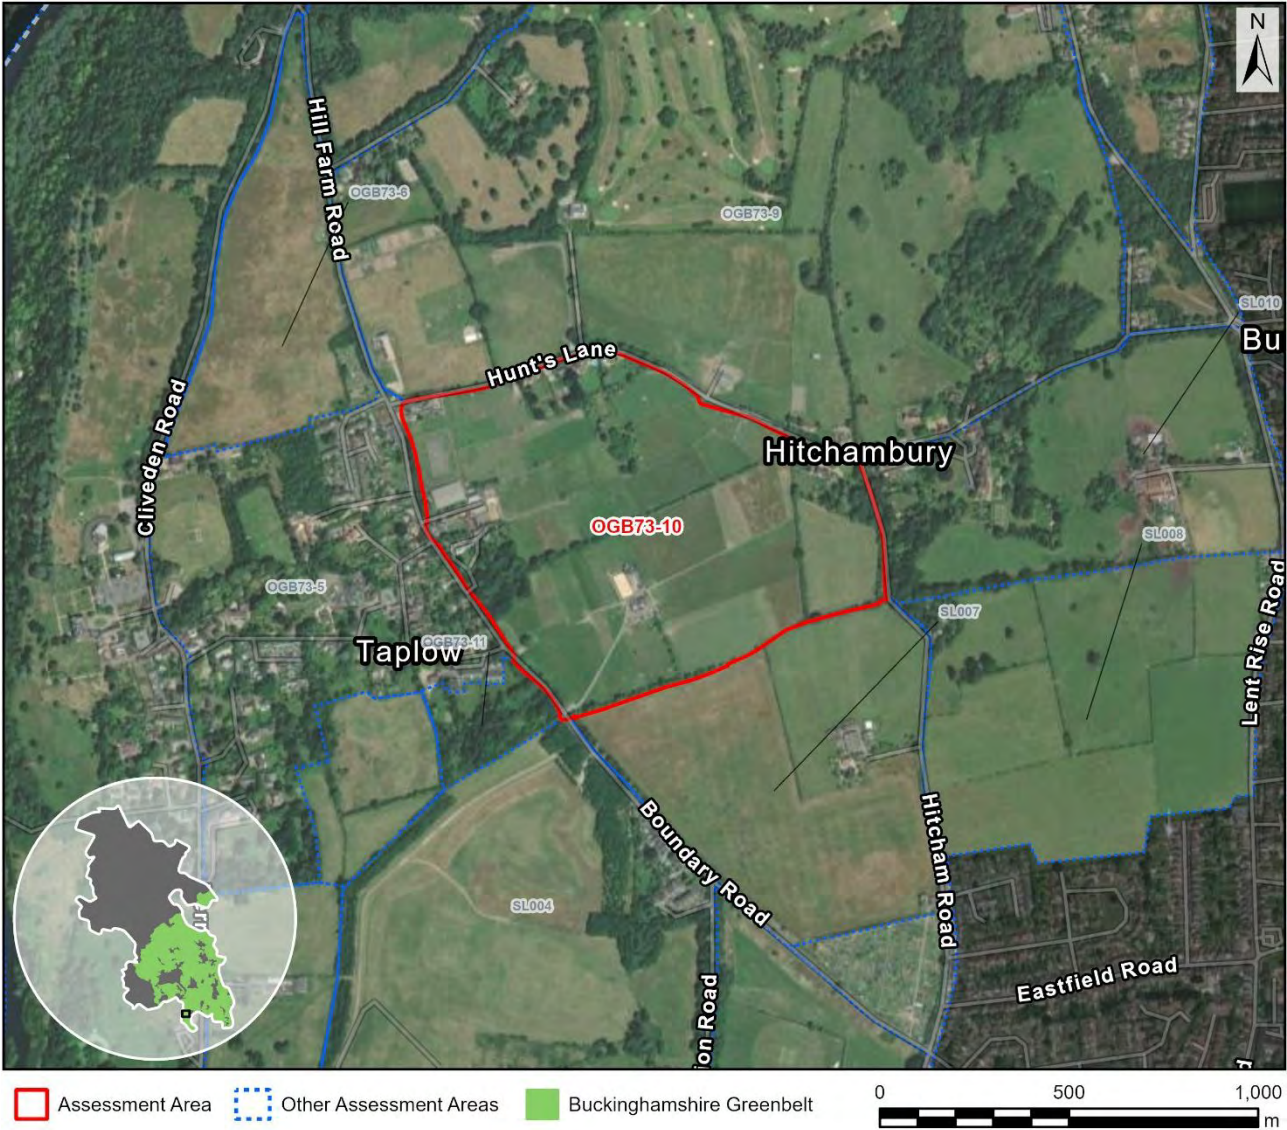 N
Hill Farm Road
OGB73-6
OGB73-9
SL010
Bu
Hunt's Lane
Cliveden Road
Hitchambury
OGB73-10
SL008
OGB73-5
SL007
Taplow
OGB73-11
Lent Rise Road
Boundary Road
Hitcham Road
SL004
Eastfield Road
ion Road
d
Assessment Area
Other Assessment Areas
Buckinghamshire Greenbelt
0 500 1,000
m